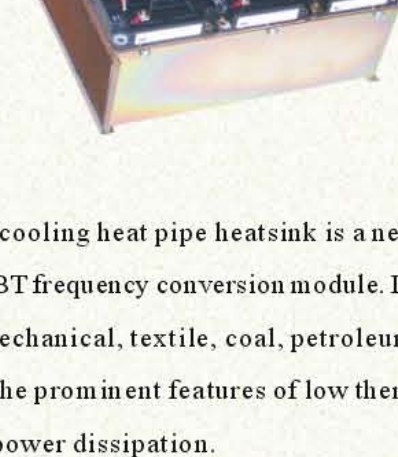 cooling heat pipe heatsink is a ne
BT frequency conversion module. I
echanical, textile, coal, petroleur
he prominent features of low ther
power dissipation.